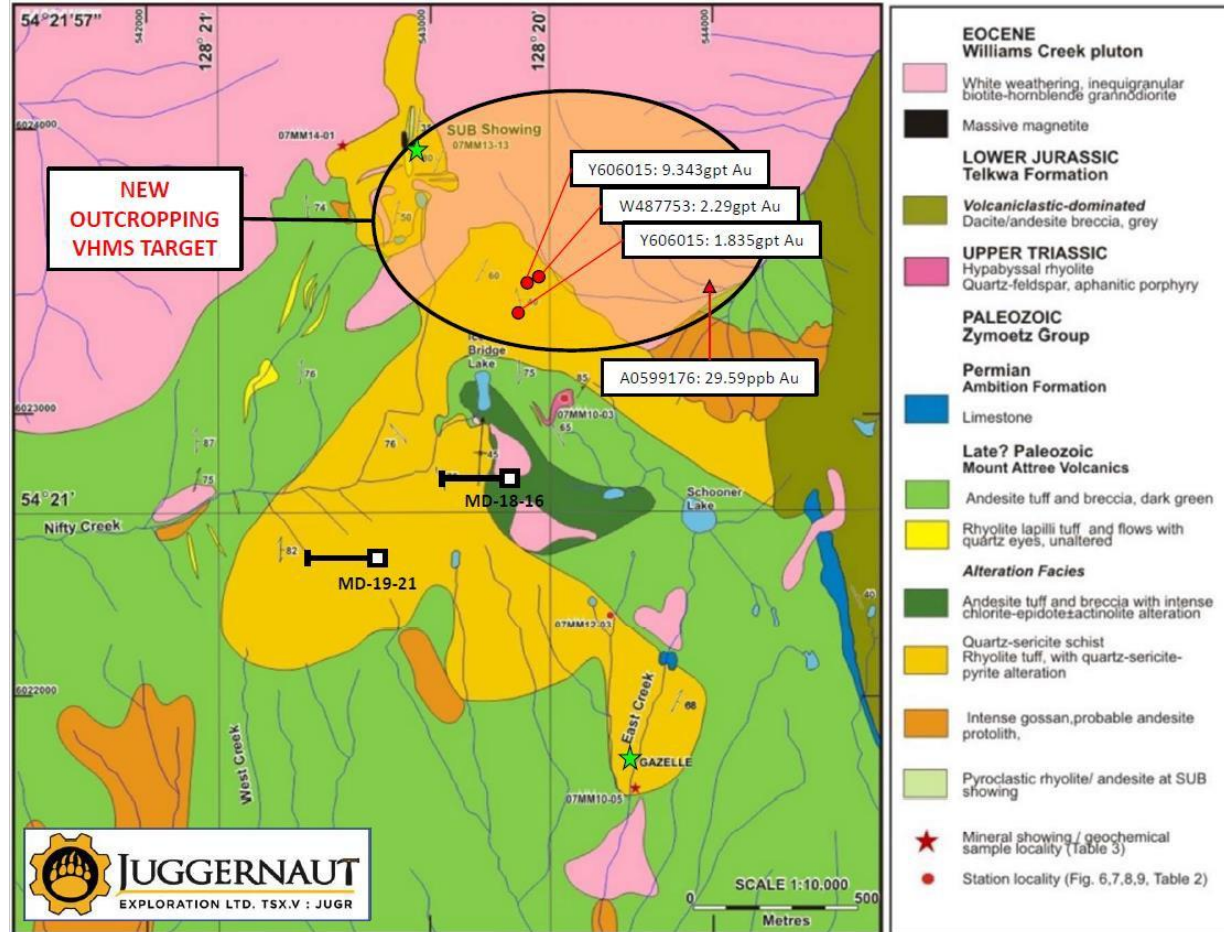 54° 21'57"
542000
128° 21'
543000
128° 20'
544000
6024000
07MM14-01
35
SUB Showing
07MM13-13
80
Y606015: 9.343gpt Au
W487753: 2.29gpt Au
Y606015: 1.835gpt Au
NEW
OUTCROPPING
VHMS TARGET
74
50
60
Bridge
Lake
A0599176: 29.59ppb Au
75
85
76
6023000
07MM10-03
65
87
76
75
45
54° 21'
MD-18-16
Schooner
Lake
Nifty Creek
82
MD-19-21
60
07MM12-03
6022000
East Creek
68
West Creek
GAZELLE
07MM10-05
JUGGERNAUT
EXPLORATION LTD. TSX.V : JUGR
SCALE 1:10,000
0
500
Metres
EOCENE
Williams Creek pluton
White weathering, inequigranular
biotite-hornblende grannodiorite
Massive magnetite
LOWER JURASSIC
Telkwa Formation
Volcaniclastic-dominated
Dacite/andesite breccia, grey
UPPER TRIASSIC
Hypabyssal rhyolite
Quartz-feldspar, aphanitic porphyry
PALEOZOIC
Zymoetz Group
Permian
Ambition Formation
Limestone
Late? Paleozoic
Mount Attree Volcanics
Andesite tuff and breccia, dark green
Rhyolite lapilli tuff and flows with
quartz eyes, unaltered
Alteration Facies
Andesite tuff and breccia with intense
chlorite-epidote±actinolite alteration
Quartz-sericite schist
Rhyolite tuff, with quartz-sericite-
pyrite alteration
Intense gossan,probable andesite
protolith,
Pyroclastic rhyolite/ andesite at SUB
showing
Mineral showing / geochemical
sample locality (Table 3)
Station locality (Fig. 6,7,8,9, Table 2)